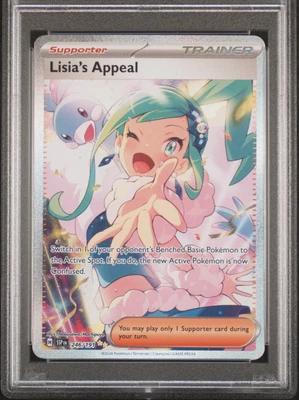 Supporter
TRAINER
Lisia's Appeal
Switch in 1 of your opponent's Benched Basic Pokémon to
the Active Spot. If you do, the new Active Pokémon is now
Confused.
SSP EN 246/191
You may play only 1 Supporter card during
your turn.